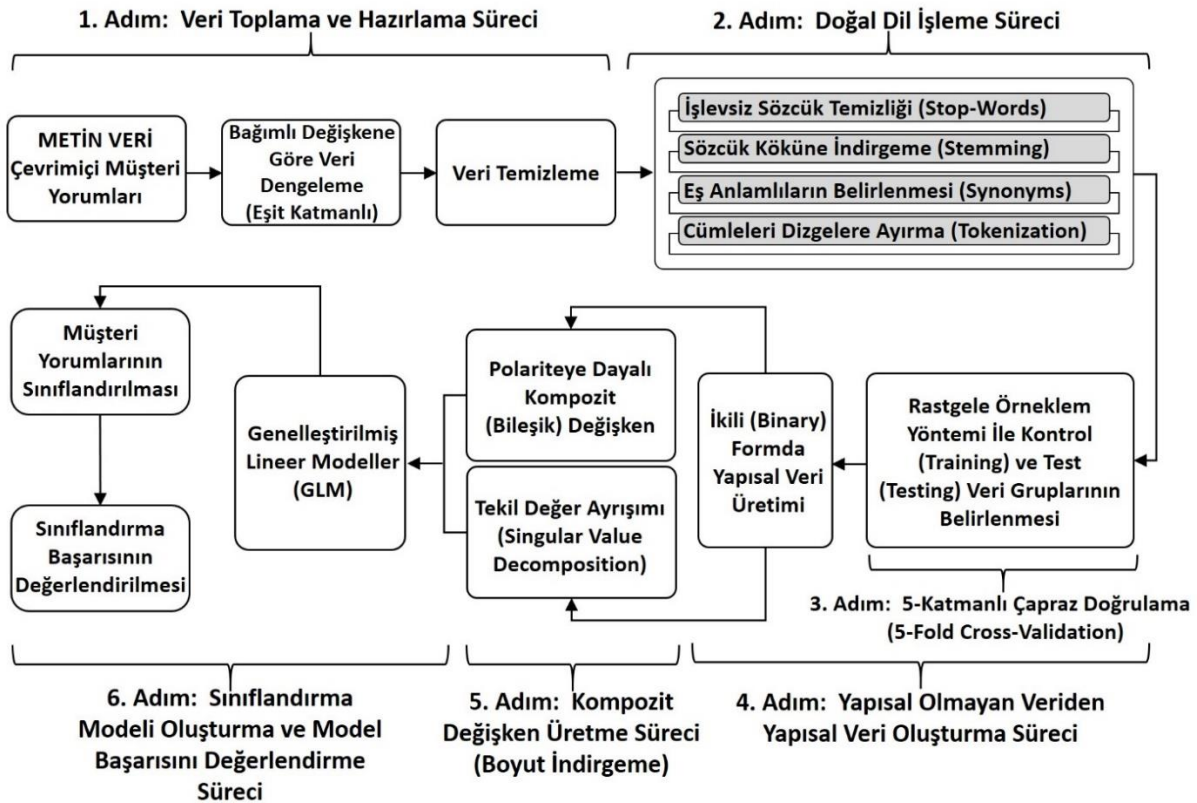 1. Adım: Veri Toplama ve Hazırlama Süreci
2. Adım: Doğal Dil İşleme Süreci
METİN VERİ
Çevrimiçi Müşteri
Yorumları
Bağımlı Değişkene
Göre Veri
Dengeleme
(Eşit Katmanlı)
Veri Temizleme
İşlevsiz Sözcük Temizliği (Stop-Words)
Sözcük Köküne İndirgeme (Stemming)
Eş Anlamlıların Belirlenmesi (Synonyms)
Cümleleri Dizgelere Ayırma (Tokenization)
Rastgele Örneklem
Yöntemi İle Kontrol
(Training) ve Test
(Testing) Veri Gruplarının
Belirlenmesi
3. Adım: 5-Katmanlı Çapraz Doğrulama
(5-Fold Cross-Validation)
İkili (Binary)
Formda
Yapısal Veri
Üretimi
4. Adım: Yapısal Olmayan Veriden
Yapısal Veri Oluşturma Süreci
Polariteye Dayalı
Kompozit
(Bileşik) Değişken
Tekil Değer Ayrışımı
(Singular Value
Decomposition)
5. Adım: Kompozit
Değişken Üretme Süreci
(Boyut İndirgeme)
Genelleştirilmiş
Lineer Modeller
(GLM)
Müşteri
Yorumlarının
Sınıflandırılması
Sınıflandırma
Başarısının
Değerlendirilmesi
6. Adım: Sınıflandırma
Modeli Oluşturma ve Model
Başarısını Değerlendirme
Süreci